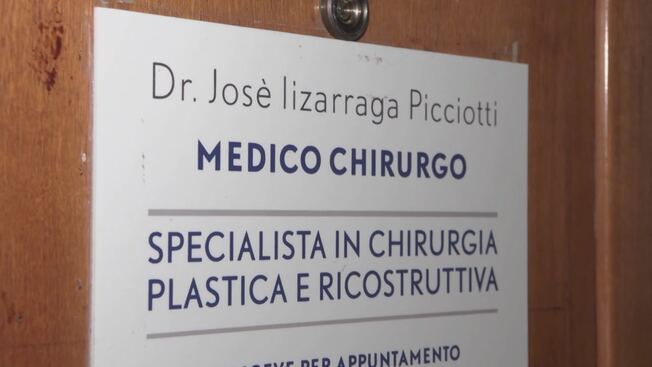 Dr. Josè lizarraga Picciotti
MEDICO CHIRURGO
SPECIALISTA IN CHIRURGIA
PLASTICA E RICOSTRUTTIVA
PER APPUNTAMENTO